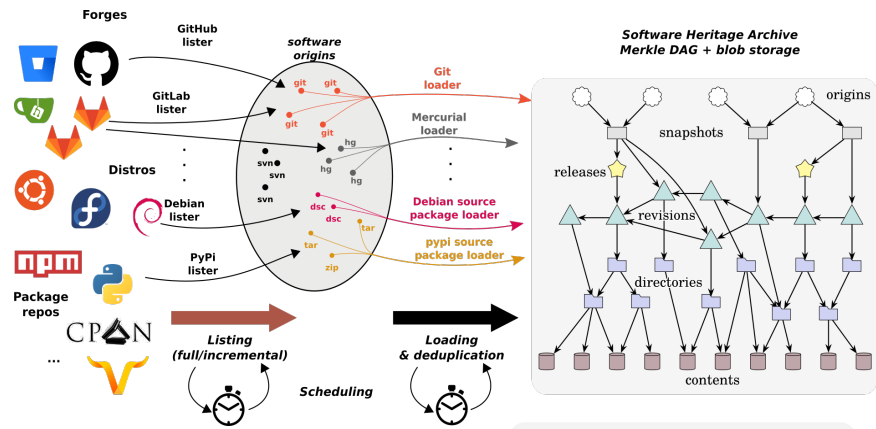 Forges
GitHub
lister
software
origins
Software Heritage Archive
Merkle DAG + blob storage
git
git
git
git
Git
loader
origins
GitLab
lister
Mercurial
loader
hg
hg
hg
svn
svn
svn
snapshots
Distros
releases
Debian
lister
dsc
dsc
Debian source
package loader
revisions
tar
tar
zip
pypi source
package loader
npm
PyPi
lister
directories
Package
repos
CPAN
...
Listing
(full/incremental)
Loading
& deduplication
Scheduling
contents